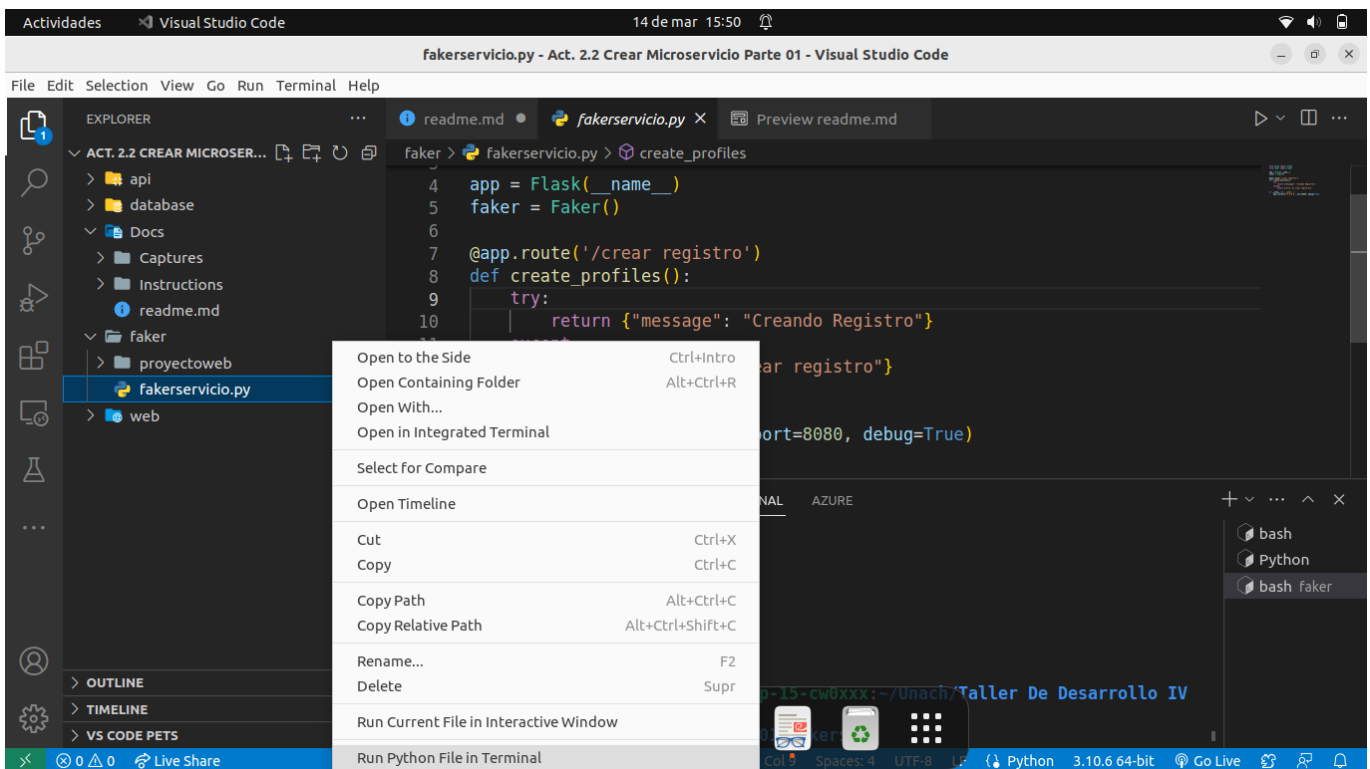 Actividades Visual Studio Code 14 de mar 15:50
fakerservicio.py - Act. 2.2 Crear Microservicio Parte 01 - Visual Studio Code
File Edit Selection View Go Run Terminal Help
EXPLORER ...
readme.md fakerservicio.py Preview readme.md
ACT. 2.2 CREAR MICROSER...
faker > fakerservicio.py > create_profiles
api
database
Docs
Captures
Instructions
readme.md
faker
proyectoweb
fakerservicio.py
web
4 app = Flask(__name__)
5 faker = Faker()
6
7 @app.route('/crear registro')
8 def create_profiles():
9 try:
10 return {"message": "Creando Registro"}
ar registro"}
ort=8080, debug=True)
Open to the Side Ctrl+Intro
Open Containing Folder Alt+Ctrl+R
Open With...
Open in Integrated Terminal
Select for Compare
Open Timeline
Cut Ctrl+X
Copy Ctrl+C
Copy Path Alt+Ctrl+C
Copy Relative Path Alt+Ctrl+Shift+C
Rename... F2
Delete Supr
Run Current File in Interactive Window
Run Python File in Terminal
NAL AZURE
bash
Python
bash faker
p-15-cw0xxx:~/Unach/Taller De Desarrollo IV
OUTLINE
TIMELINE
VS CODE PETS
1
0 0 Live Share
Col 9 Spaces: 4 UTF-8 LF Python 3.10.6 64-bit Go Live